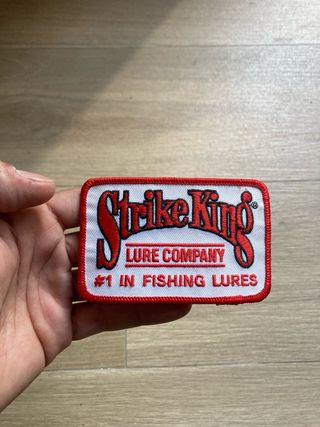 Strike King®
LURE COMPANY
#1 IN FISHING LURES